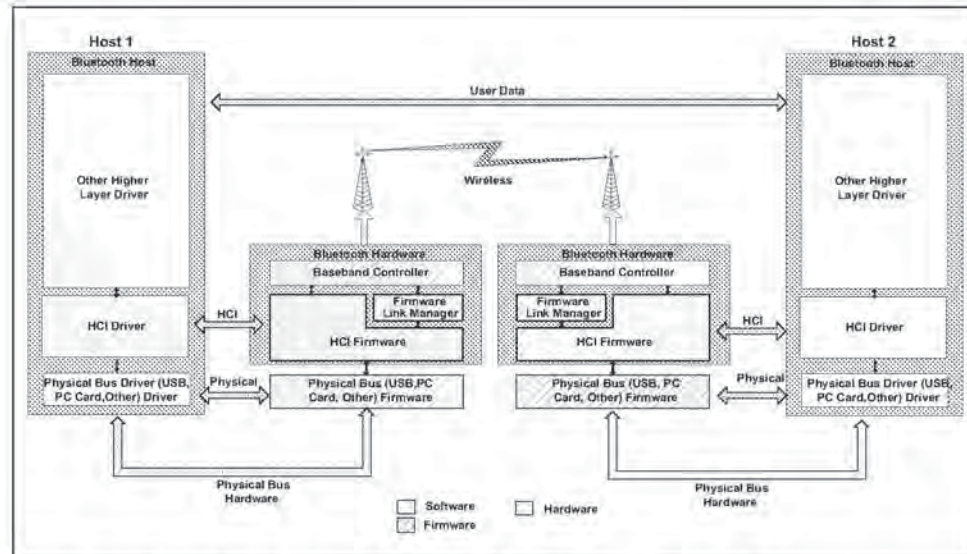 Host 1
Bluetooth Host
Other Higher
Layer Driver
HCI Driver
Physical Bus Driver (USB,
PC Card,Other) Driver
Host 2
Bluetooth Host
Other Higher
Layer Driver
HCI Driver
Physical Bus Driver (USB,
PC Card,Other) Driver
User Data
Wireless
Bluetooth Hardware
Baseband Controller
Firmware
Link Manager
HCI Firmware
Physical Bus (USB,PC
Card, Other) Firmware
Bluetooth Hardware
Baseband Controller
Firmware
Link Manager
HCI Firmware
Physical Bus (USB, PC
Card, Other) Firmware
HCI
HCI
Physical
Physical
Physical Bus
Hardware
Physical Bus
Hardware
Software
Hardware
Firmware